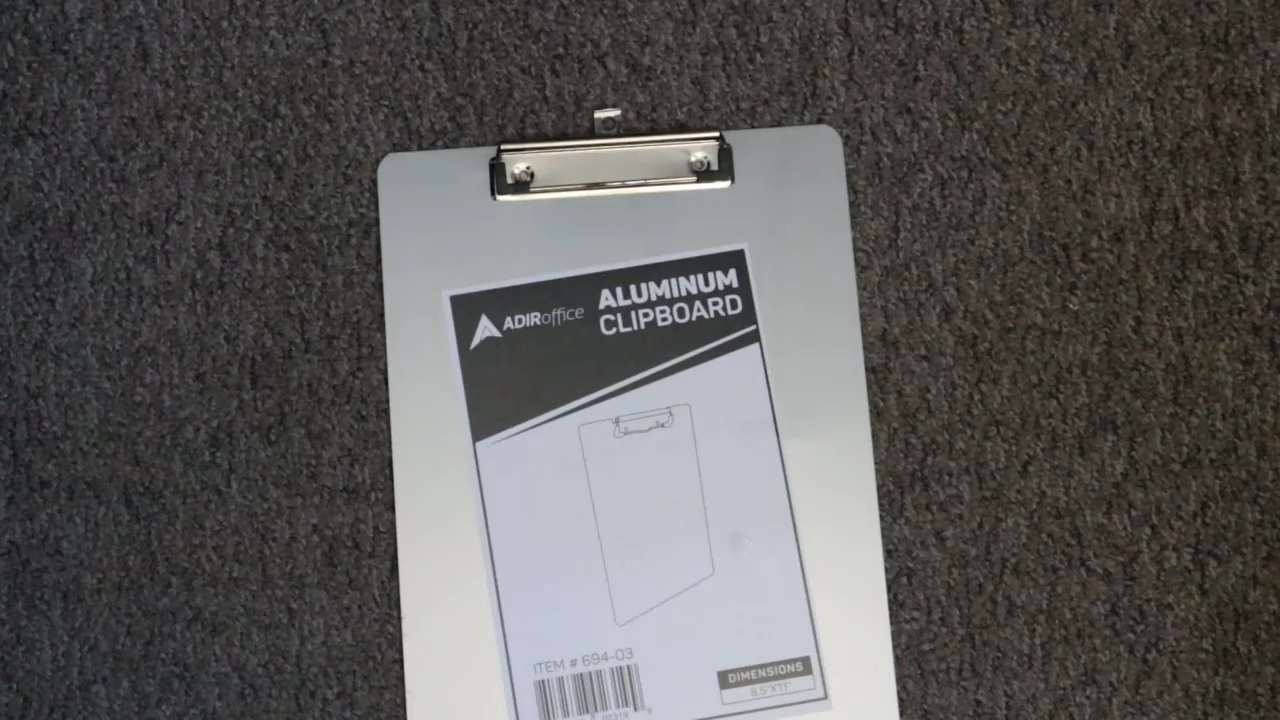 ADIRoffice
ALUMINUM
CLIPBOARD
ITEM # 694-03
DIMENSIONS
8.5"X11"